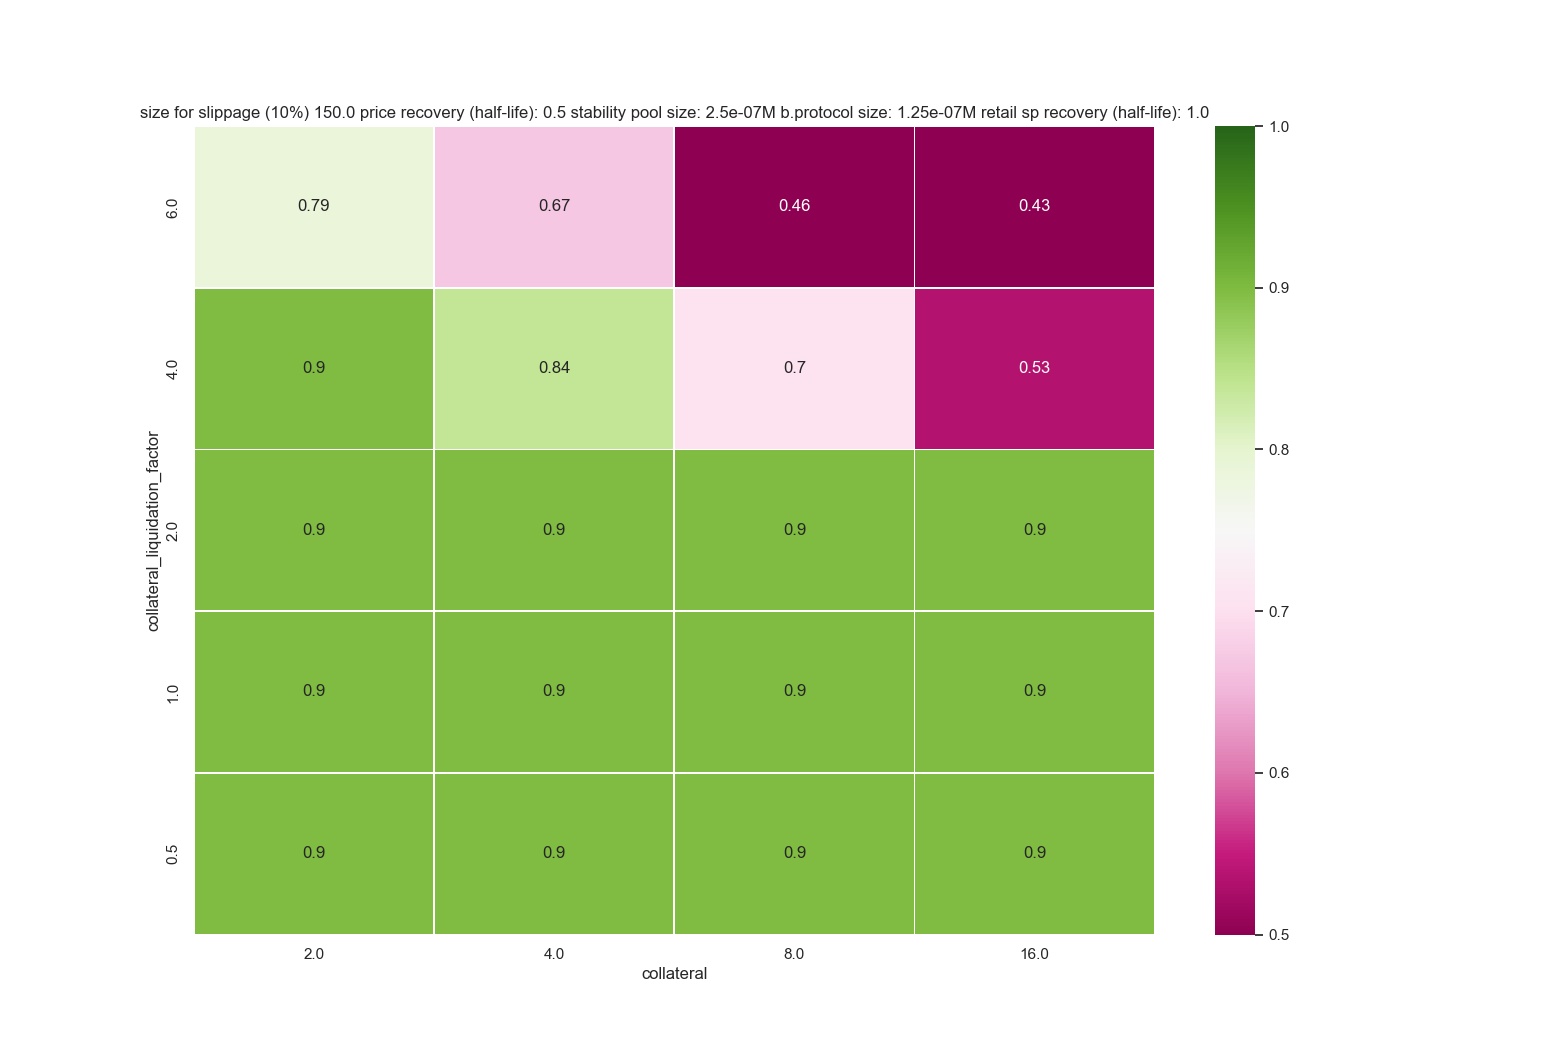 size for slippage (10%) 150.0 price recovery (half-life): 0.5 stability pool size: 2.5e-07M b.protocol size: 1.25e-07M retail sp recovery (half-life): 1.0
1.0
6.0 0.79 0.67 0.46 0.43
0.9
4.0 0.9 0.84 0.7 0.53
0.8
collateral_liquidation_factor
2.0 0.9 0.9 0.9 0.9
0.7
1.0 0.9 0.9 0.9 0.9
0.6
0.5 0.9 0.9 0.9 0.9
0.5
2.0 4.0 8.0 16.0
collateral